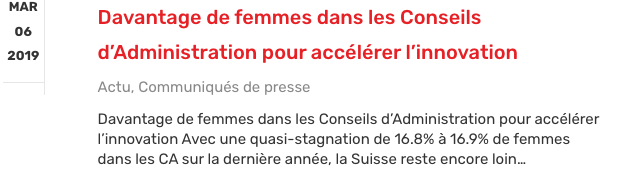 MAR
06
2019
Davantage de femmes dans les Conseils
d’Administration pour accélérer l’innovation
Actu, Communiqués de presse
Davantage de femmes dans les Conseils d’Administration pour accélérer
l’innovation Avec une quasi-stagnation de 16.8% à 16.9% de femmes
dans les CA sur la dernière année, la Suisse reste encore loin…